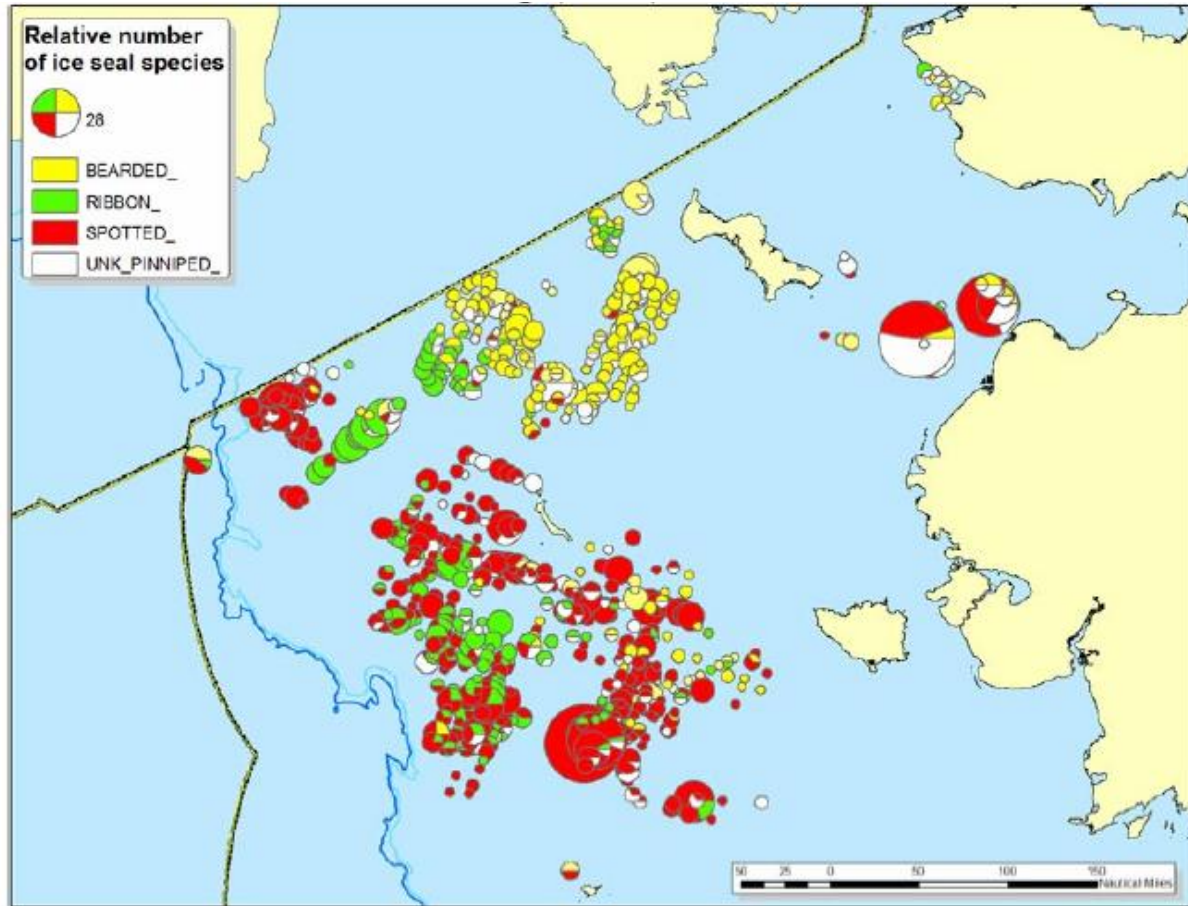 Relative number
of ice seal species
28
BEARDED_
RIBBON_
SPOTTED_
UNK_PINNIPED_
50 25 0 50 100 150
Nautical Miles